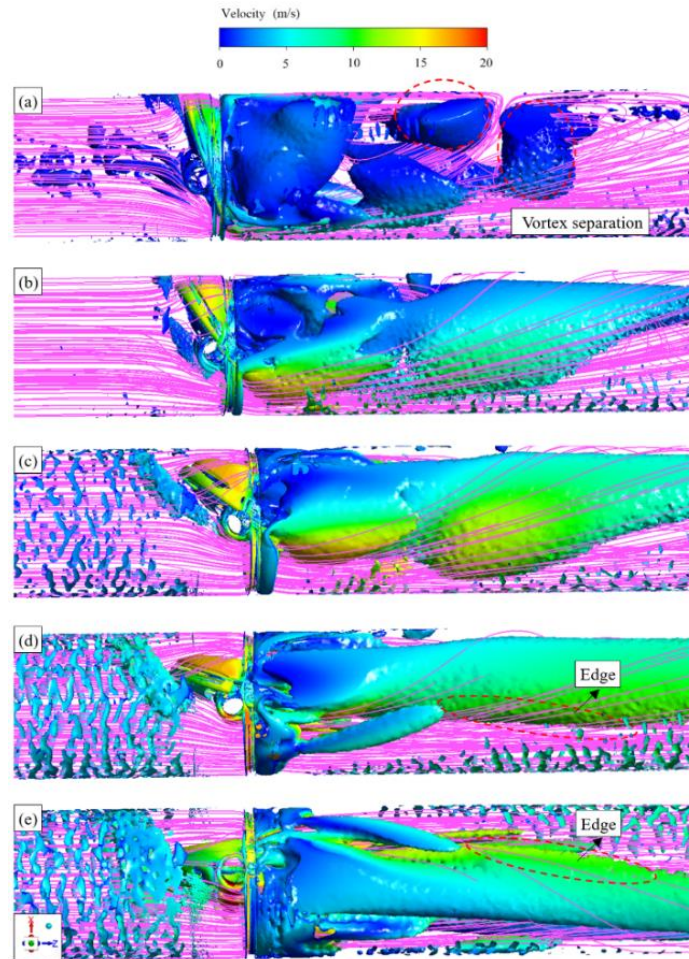 Velocity (m/s)
0 5 10 15 20
(a)
Vortex separation
(b)
(c)
(d)
Edge
(e)
Edge
X
Z